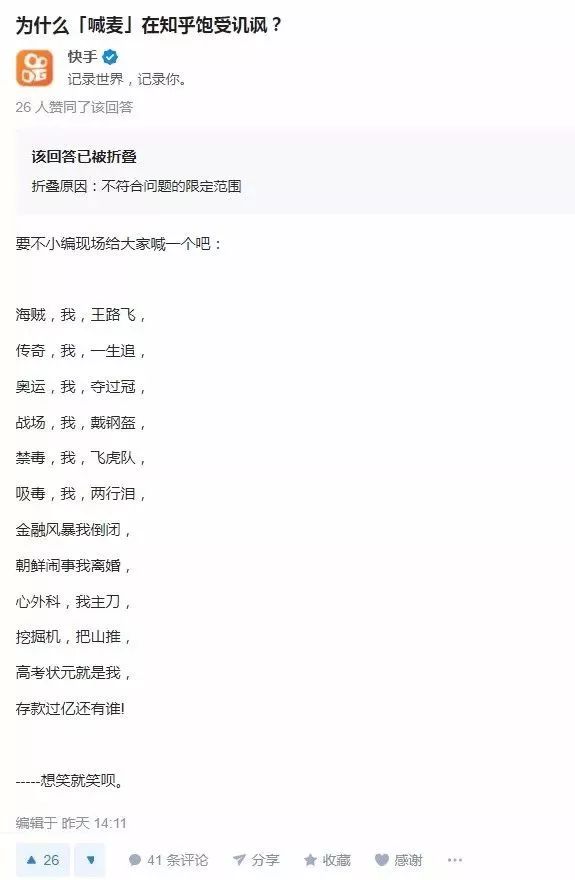 为什么「喊麦」在知乎饱受讥讽？
快手
记录世界，记录你。
26 人赞同了该回答
该回答已被折叠
折叠原因：不符合问题的限定范围
要不小编现场给大家喊一个吧：
海贼，我，王路飞，
传奇，我，一生追，
奥运，我，夺过冠，
战场，我，戴钢盔，
禁毒，我，飞虎队，
吸毒，我，两行泪，
金融风暴我倒闭，
朝鲜闹事我离婚，
心外科，我主刀，
挖掘机，把山推，
高考状元就是我，
存款过亿还有谁!
-----想笑就笑呗。
编辑于 昨天 14:11
26 41 条评论 分享 收藏 感谢 ···